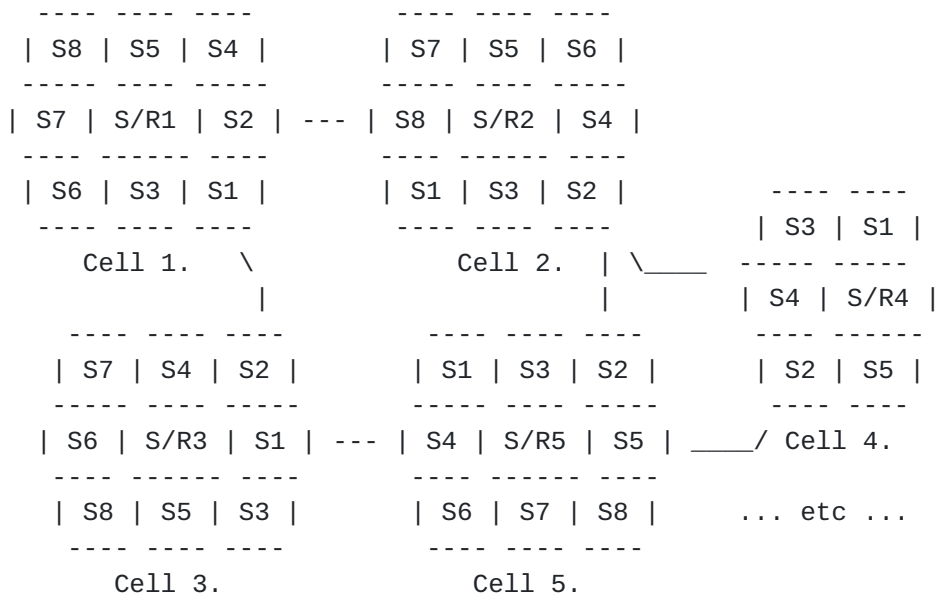 ---- ---- ----          ---- ---- ----
| S8 | S5 | S4 |        | S7 | S5 | S6 |
----- ---- -----        ----- ---- -----
| S7 | S/R1 | S2 | --- | S8 | S/R2 | S4 |
---- ------ ----        ---- ------ ----
| S6 | S3 | S1 |        | S1 | S3 | S2 |          ---- ----
---- ---- ----          ---- ---- ----          | S3 | S1 |
Cell 1.   \              Cell 2.  | \____  ----- -----
|                      |         | S4 | S/R4 |
---- ---- ----          ---- ---- ----        ---- ------
| S7 | S4 | S2 |        | S1 | S3 | S2 |       | S2 | S5 |
----- ---- -----        ----- ---- -----        ---- ----
| S6 | S/R3 | S1 | --- | S4 | S/R5 | S5 | ____/ Cell 4.
---- ------ ----        ---- ------ ----
| S8 | S5 | S3 |        | S6 | S7 | S8 |      ... etc ...
---- ---- ----          ---- ---- ----
Cell 3.                 Cell 5.